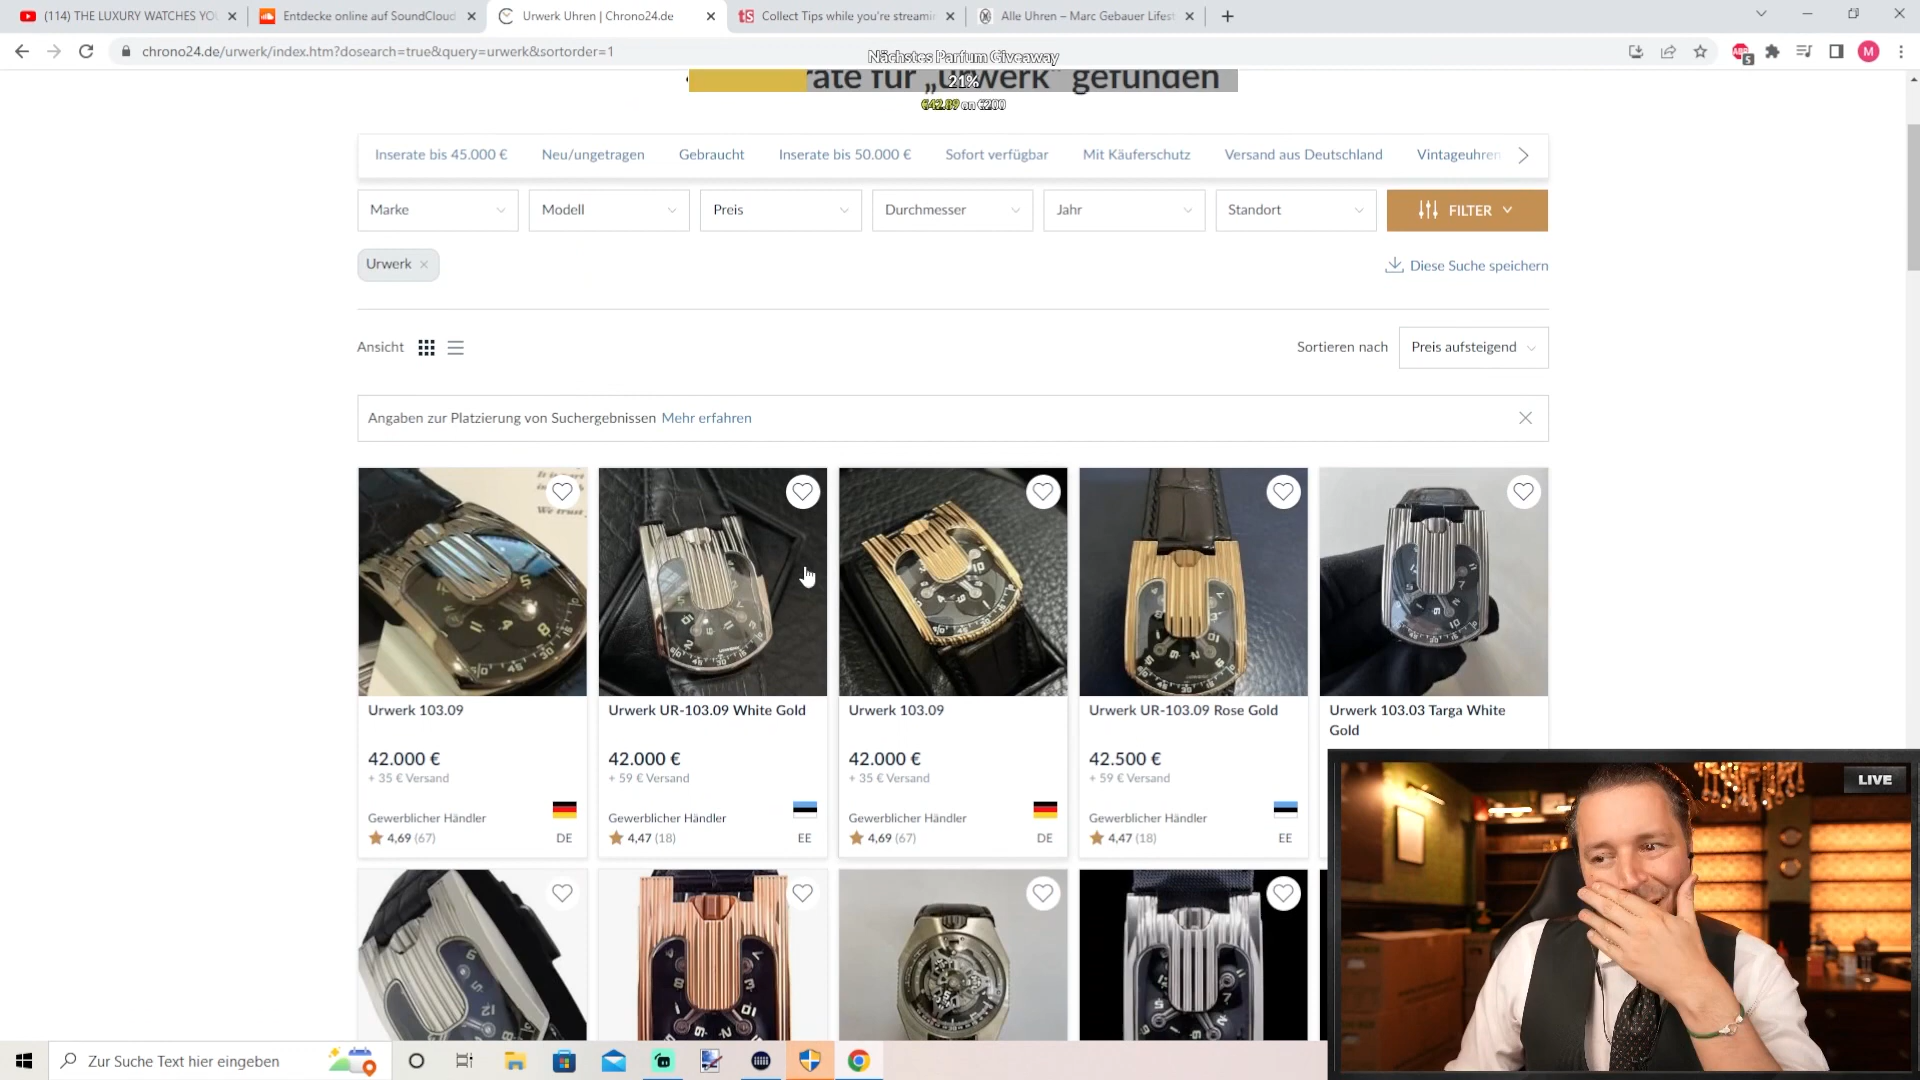 (114) THE LUXURY WATCHES YO
Entdecke online auf SoundCloud
Urwerk Uhren | Chrono24.de
tS Collect Tips while you're streamin
Alle Uhren – Marc Gebauer Lifest
chrono24.de/urwerk/index.htm?dosearch=true&query=urwerk&sortorder=1
5
M
Nächstes Parfum Giveaway
rate für „Urwerk“ gefunden
21%
€42.89 on €200
Inserate bis 45.000 €
Neu/ungetragen
Gebraucht
Inserate bis 50.000 €
Sofort verfügbar
Mit Käuferschutz
Versand aus Deutschland
Vintageuhren
Marke
Modell
Preis
Durchmesser
Jahr
Standort
FILTER
Urwerk
Diese Suche speichern
Ansicht
Sortieren nach
Preis aufsteigend
Angaben zur Platzierung von Suchergebnissen Mehr erfahren
Urwerk 103.09
42.000 €
+ 35 € Versand
Gewerblicher Händler
4,69 (67)
DE
Urwerk UR-103.09 White Gold
42.000 €
+ 59 € Versand
Gewerblicher Händler
4,47 (18)
EE
Urwerk 103.09
42.000 €
+ 35 € Versand
Gewerblicher Händler
4,69 (67)
DE
Urwerk UR-103.09 Rose Gold
42.500 €
+ 59 € Versand
Gewerblicher Händler
4,47 (18)
EE
Urwerk 103.03 Targa White
Gold
LIVE
Zur Suche Text hier eingeben